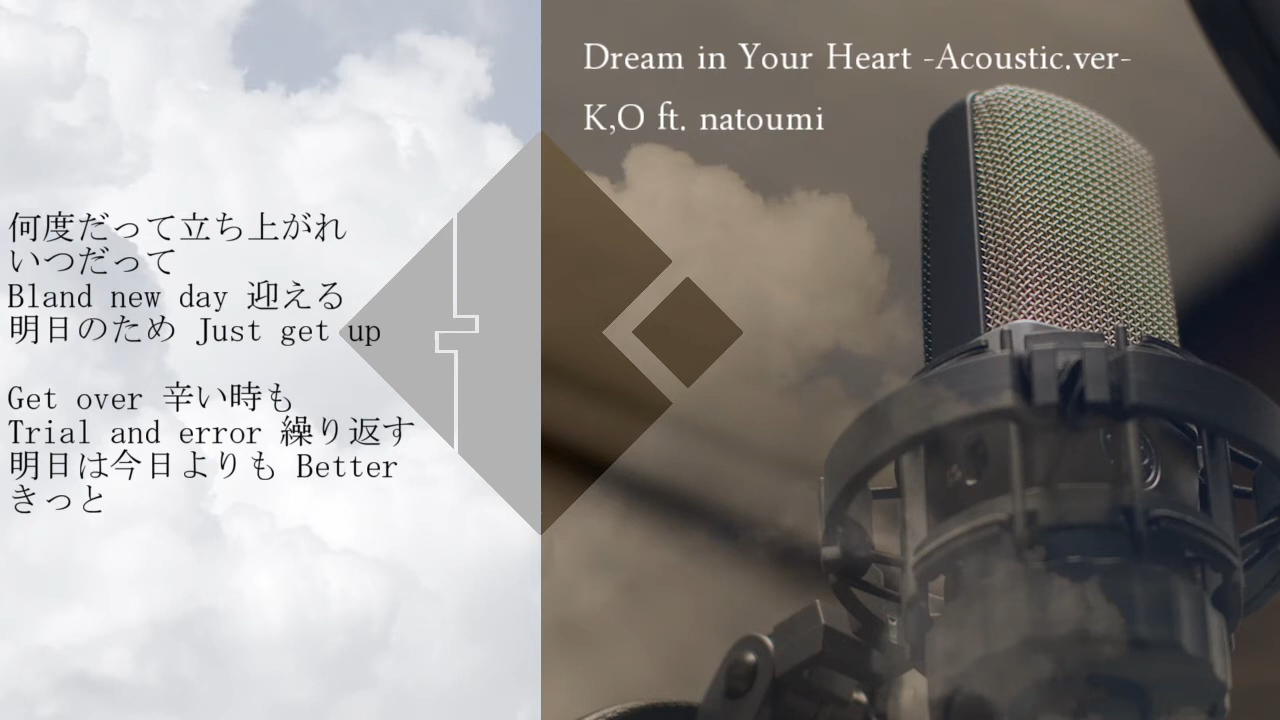 何度だって立ち上がれ
いつだって
Bland new day 迎える
明日のため Just get up
Get over 辛い時も
Trial and error 繰り返す
明日は今日よりも Better
きっと
Dream in Your Heart -Acoustic.ver-
K,O ft. natoumi